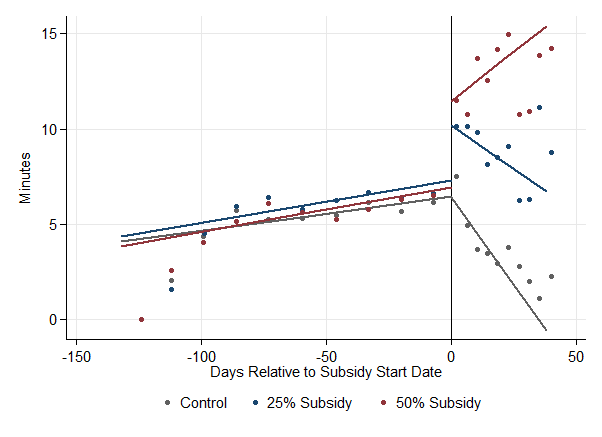 Minutes
15
10
5
0
-150
-100
-50
0
50
Days Relative to Subsidy Start Date
Control
25% Subsidy
50% Subsidy